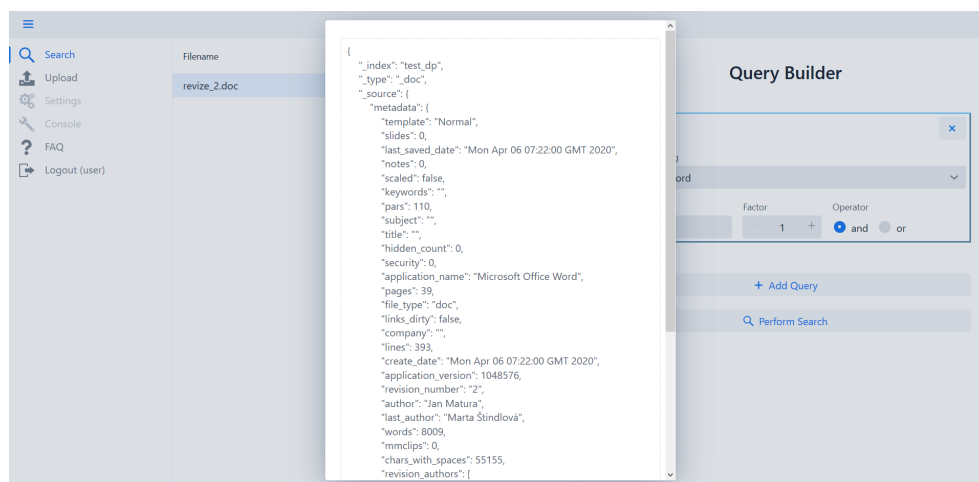 Search
Upload
Settings
Console
FAQ
Logout (user)
Filename
revize_2.doc
{
"_index": "test_dp",
"_type": "_doc",
"_source": {
"metadata": {
"template": "Normal",
"slides": 0,
"last_saved_date": "Mon Apr 06 07:22:00 GMT 2020",
"notes": 0,
"scaled": false,
"keywords": "",
"pars": 110,
"subject": "",
"title": "",
"hidden_count": 0,
"security": 0,
"application_name": "Microsoft Office Word",
"pages": 39,
"file_type": "doc",
"links_dirty": false,
"company": "",
"lines": 393,
"create_date": "Mon Apr 06 07:22:00 GMT 2020",
"application_version": 1048576,
"revision_number": "2",
"author": "Jan Matura",
"last_author": "Marta Štindlová",
"words": 8009,
"mmclips": 0,
"chars_with_spaces": 55155,
"revision_authors": [
Query Builder
ord
Factor Operator
- 1 + and or
+ Add Query
Perform Search